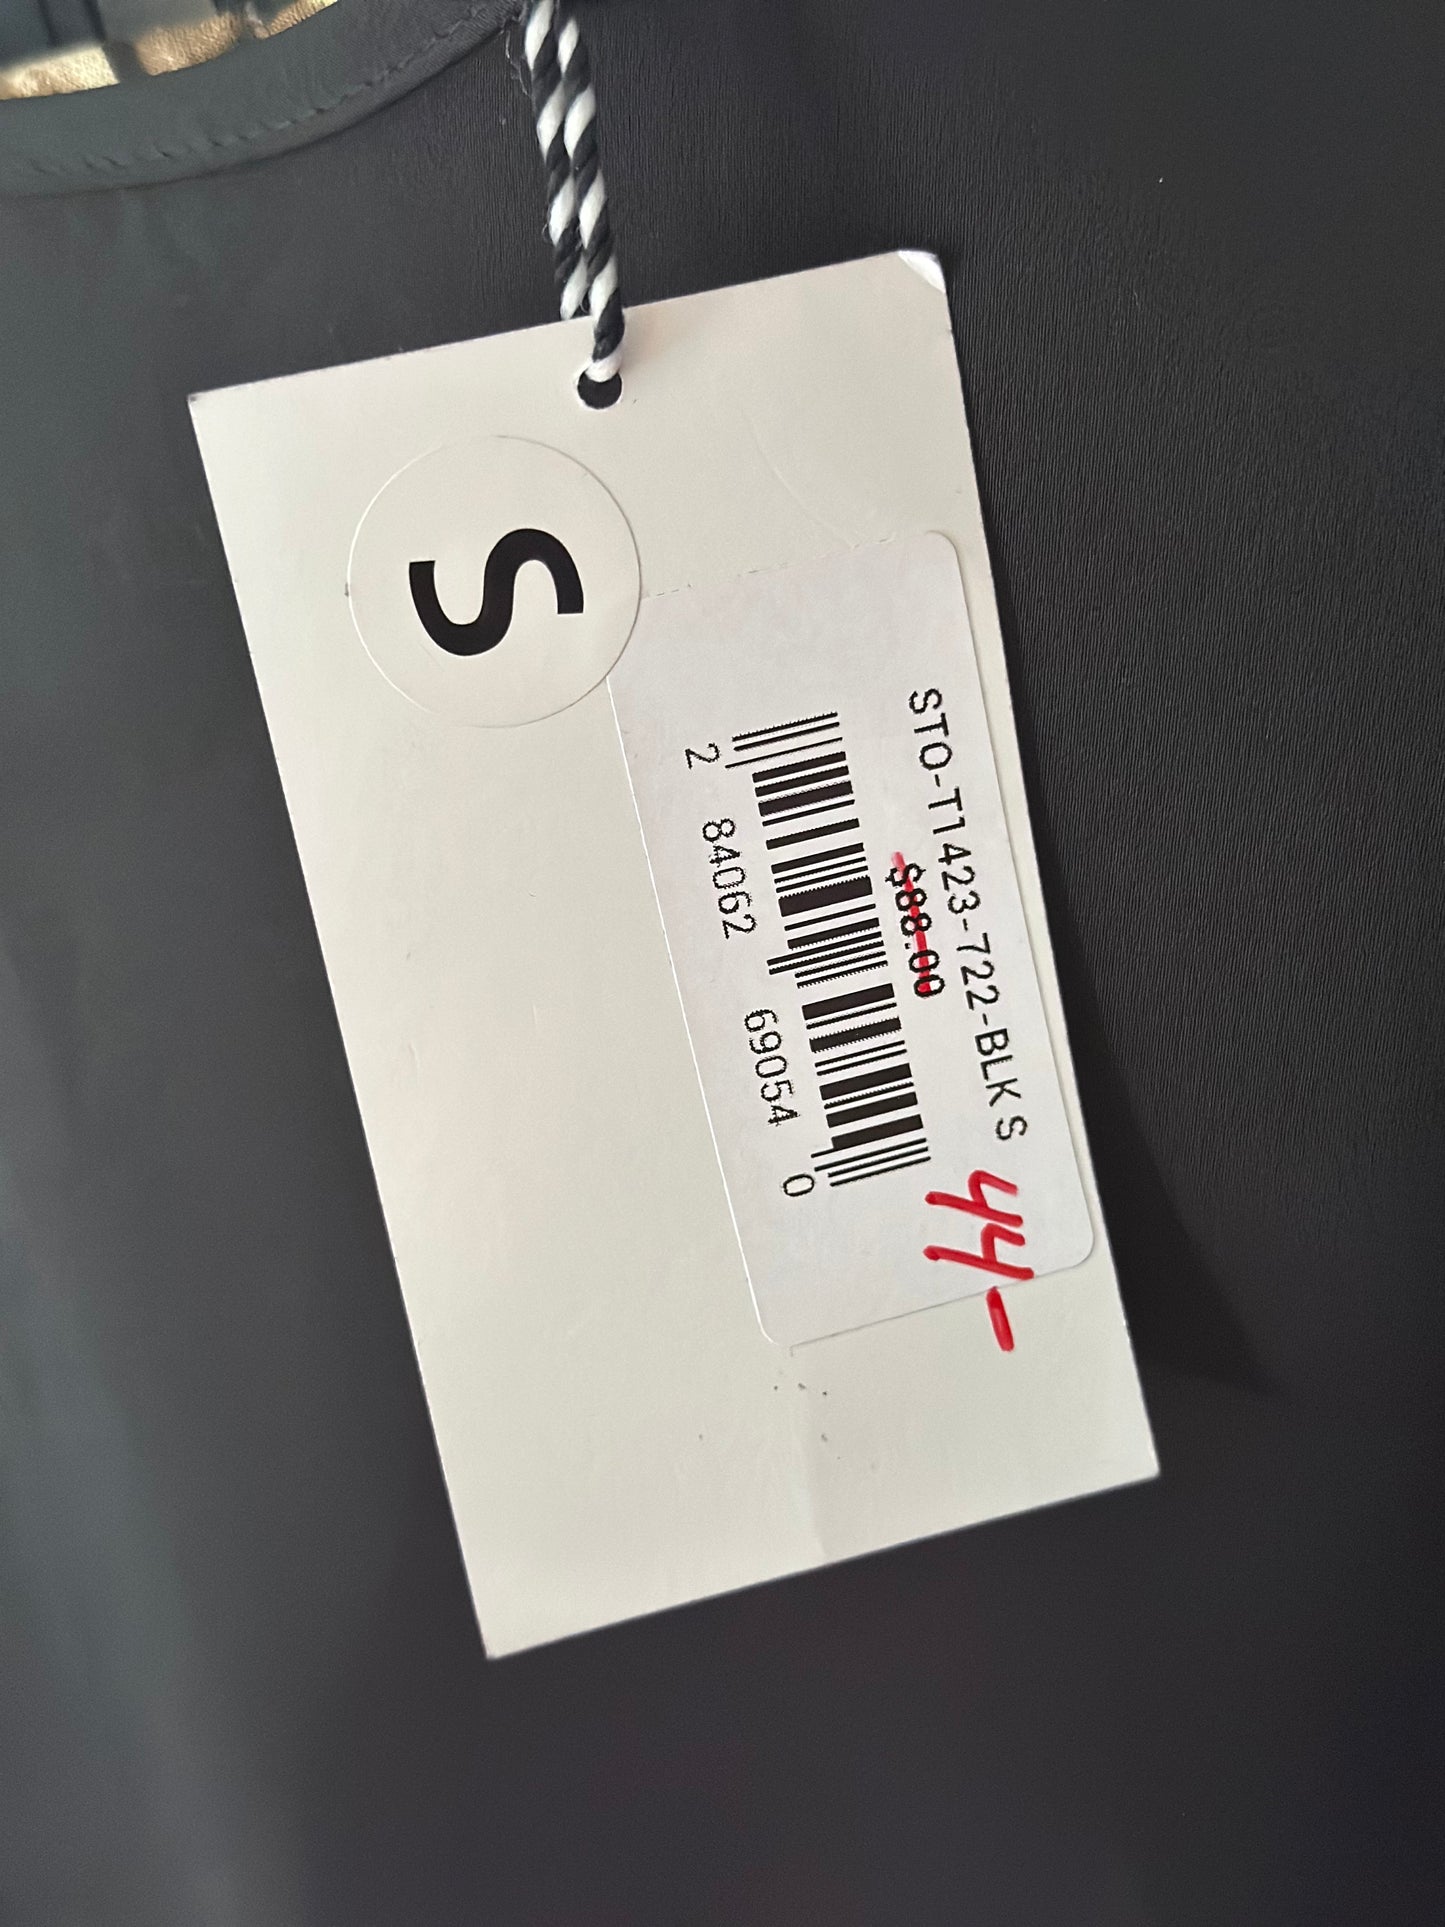 S
STO-T1423-722-BLK S
$88.00
2 84062 69054 0
44-